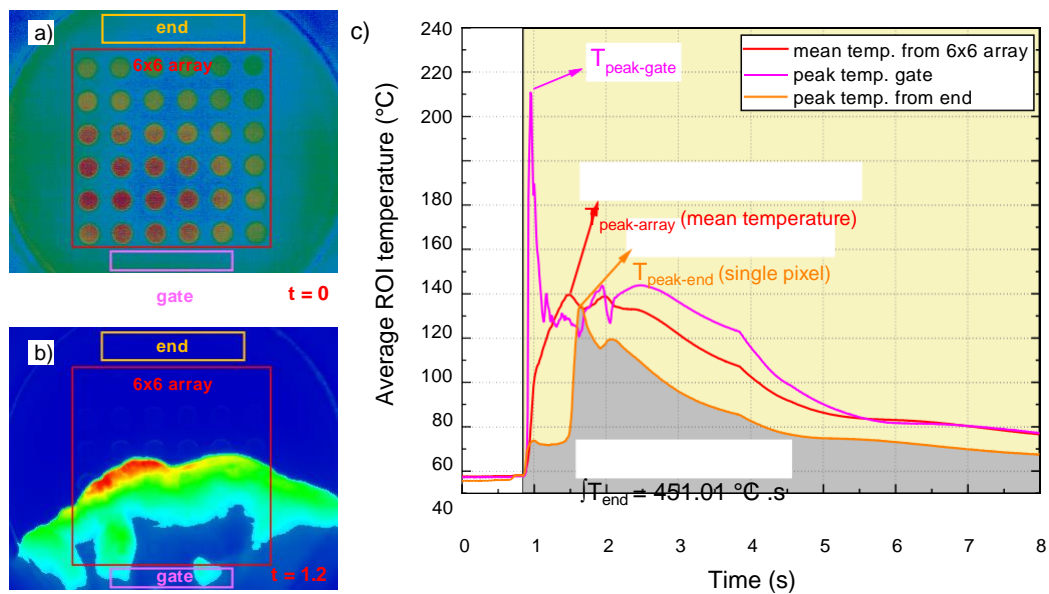 a)
end
6x6 array
gate
t = 0
b)
end
6x6 array
gate
t = 1.2
c)
Average ROI temperature (°C)
240
220
200
180
160
140
120
100
80
60
40
0 1 2 3 4 5 6 7 8
Time (s)
mean temp. from 6x6 array
peak temp. gate
peak temp. from end
Tpeak-gate
Tpeak-array (mean temperature)
Tpeak-end (single pixel)
∫Tend = 451.01 °C .s